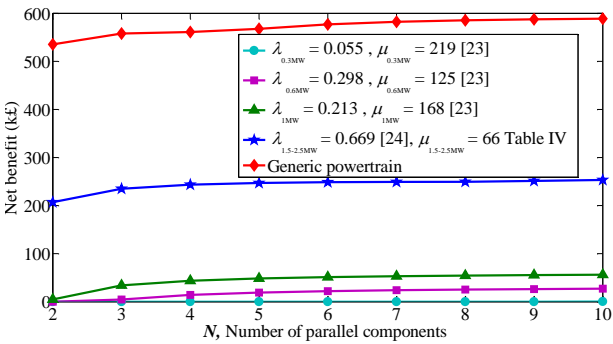 600
500
400
300
200
100
0
Net benefit (k£)
λ0.3MW = 0.055 , μ0.3MW = 219 [23]
λ0.6MW = 0.298 , μ0.6MW = 125 [23]
λ1MW = 0.213 , μ1MW = 168 [23]
λ1.5-2.5MW = 0.669 [24], μ1.5-2.5MW = 66 Table IV
Generic powertrain
2 3 4 5 6 7 8 9 10
N, Number of parallel components